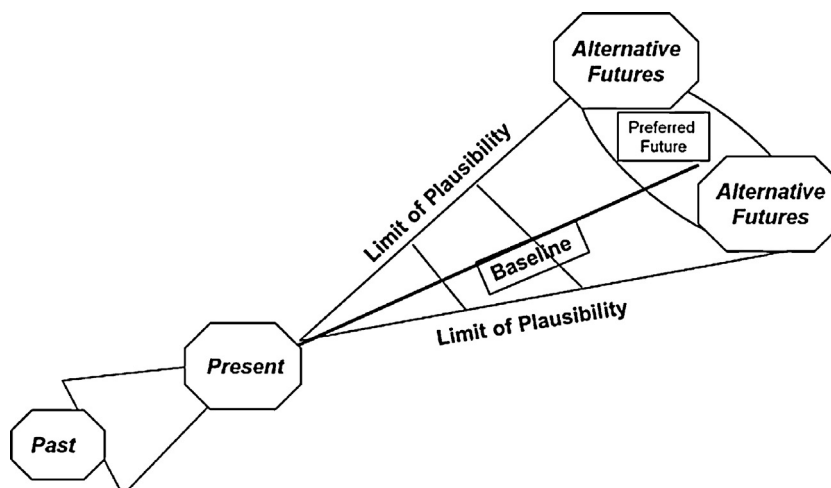 Alternative
Futures
Preferred
Future
Limit of Plausibility
Alternative
Futures
Baseline
Limit of Plausibility
Present
Past